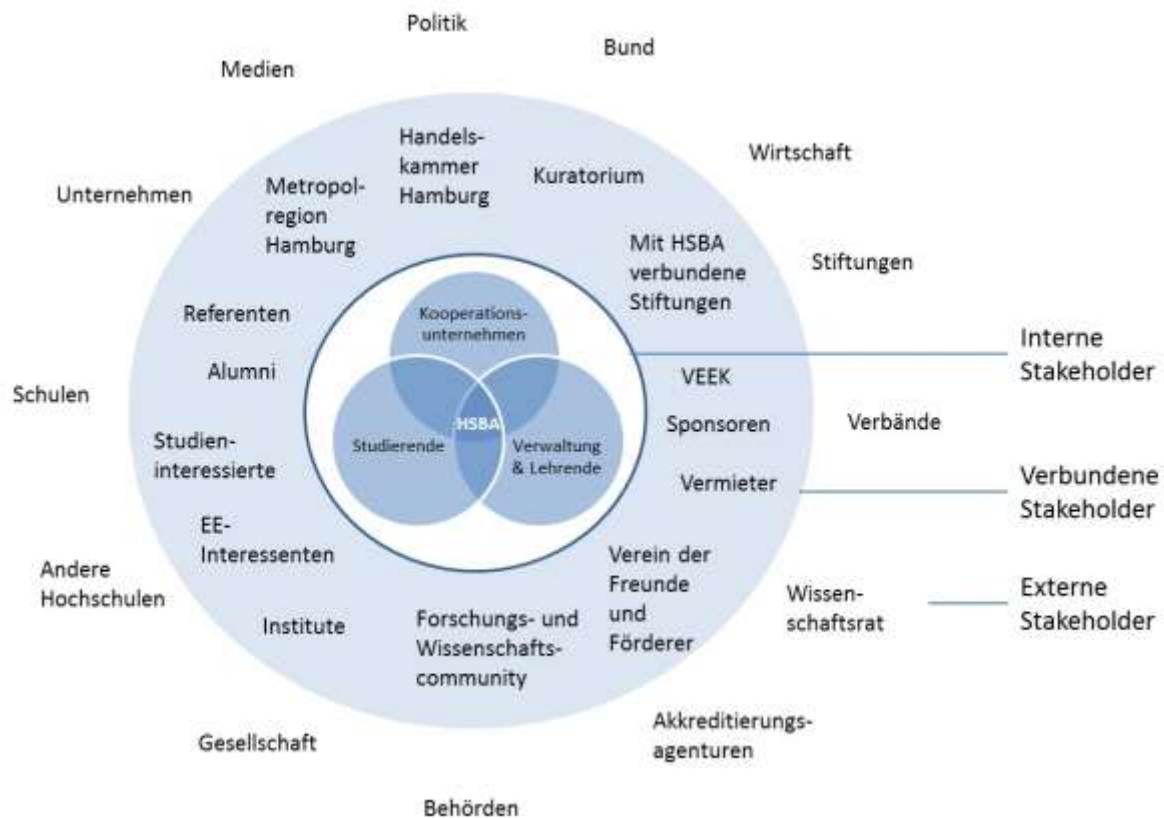 Politik
Bund
Medien
Wirtschaft
Unternehmen
Stiftungen
Schulen
Verbände
Andere
Hochschulen
Wissen-
schaftsrat
Gesellschaft
Akkreditierungs-
agenturen
Behörden
Handels-
kammer
Hamburg
Kuratorium
Metropol-
region
Hamburg
Mit HSBA
verbundene
Stiftungen
Referenten
Alumni
VEEK
Sponsoren
Studien-
interessierte
Vermieter
EE-
Interessenten
Verein der
Freunde
und
Förderer
Institute
Forschungs- und
Wissenschafts-
community
Kooperations-
unternehmen
HSBA
Studierende
Verwaltung
& Lehrende
Interne
Stakeholder
Verbundene
Stakeholder
Externe
Stakeholder